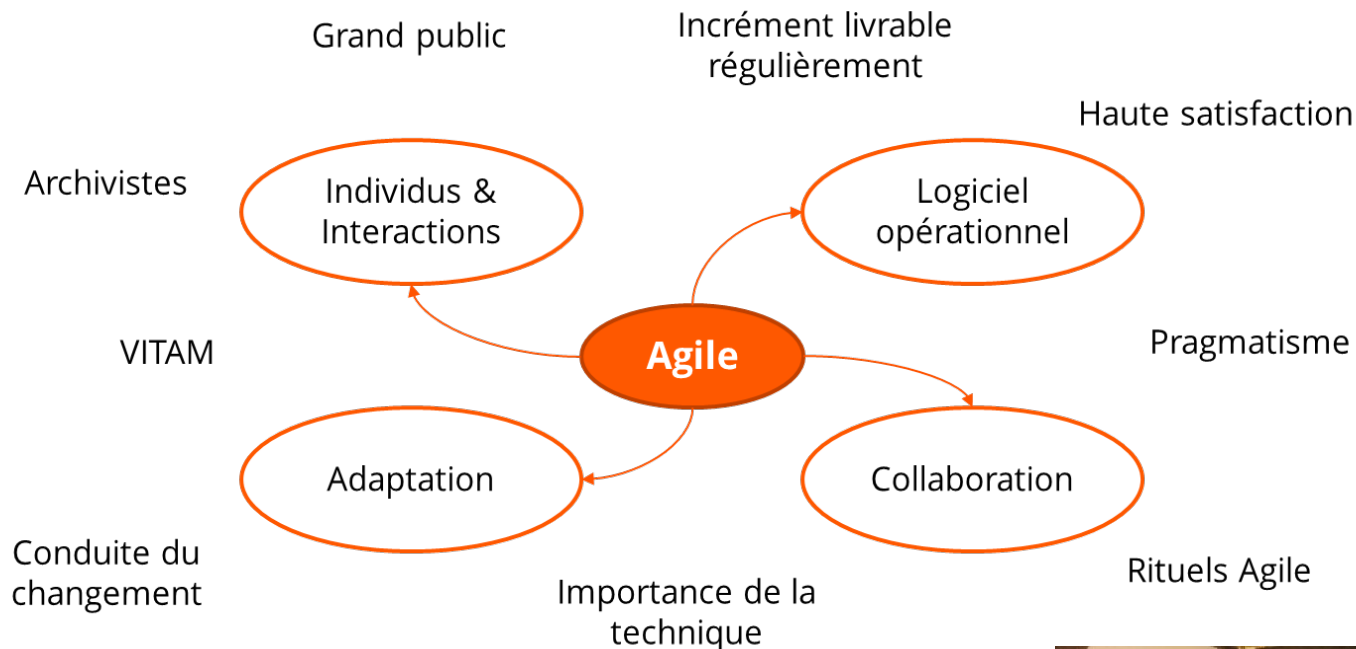 Grand public
Incrément livrable
régulièrement
Haute satisfaction
Archivistes
Individus &
Interactions
Logiciel
opérationnel
VITAM
Agile
Pragmatisme
Adaptation
Collaboration
Conduite du
changement
Importance de la
technique
Rituels Agile